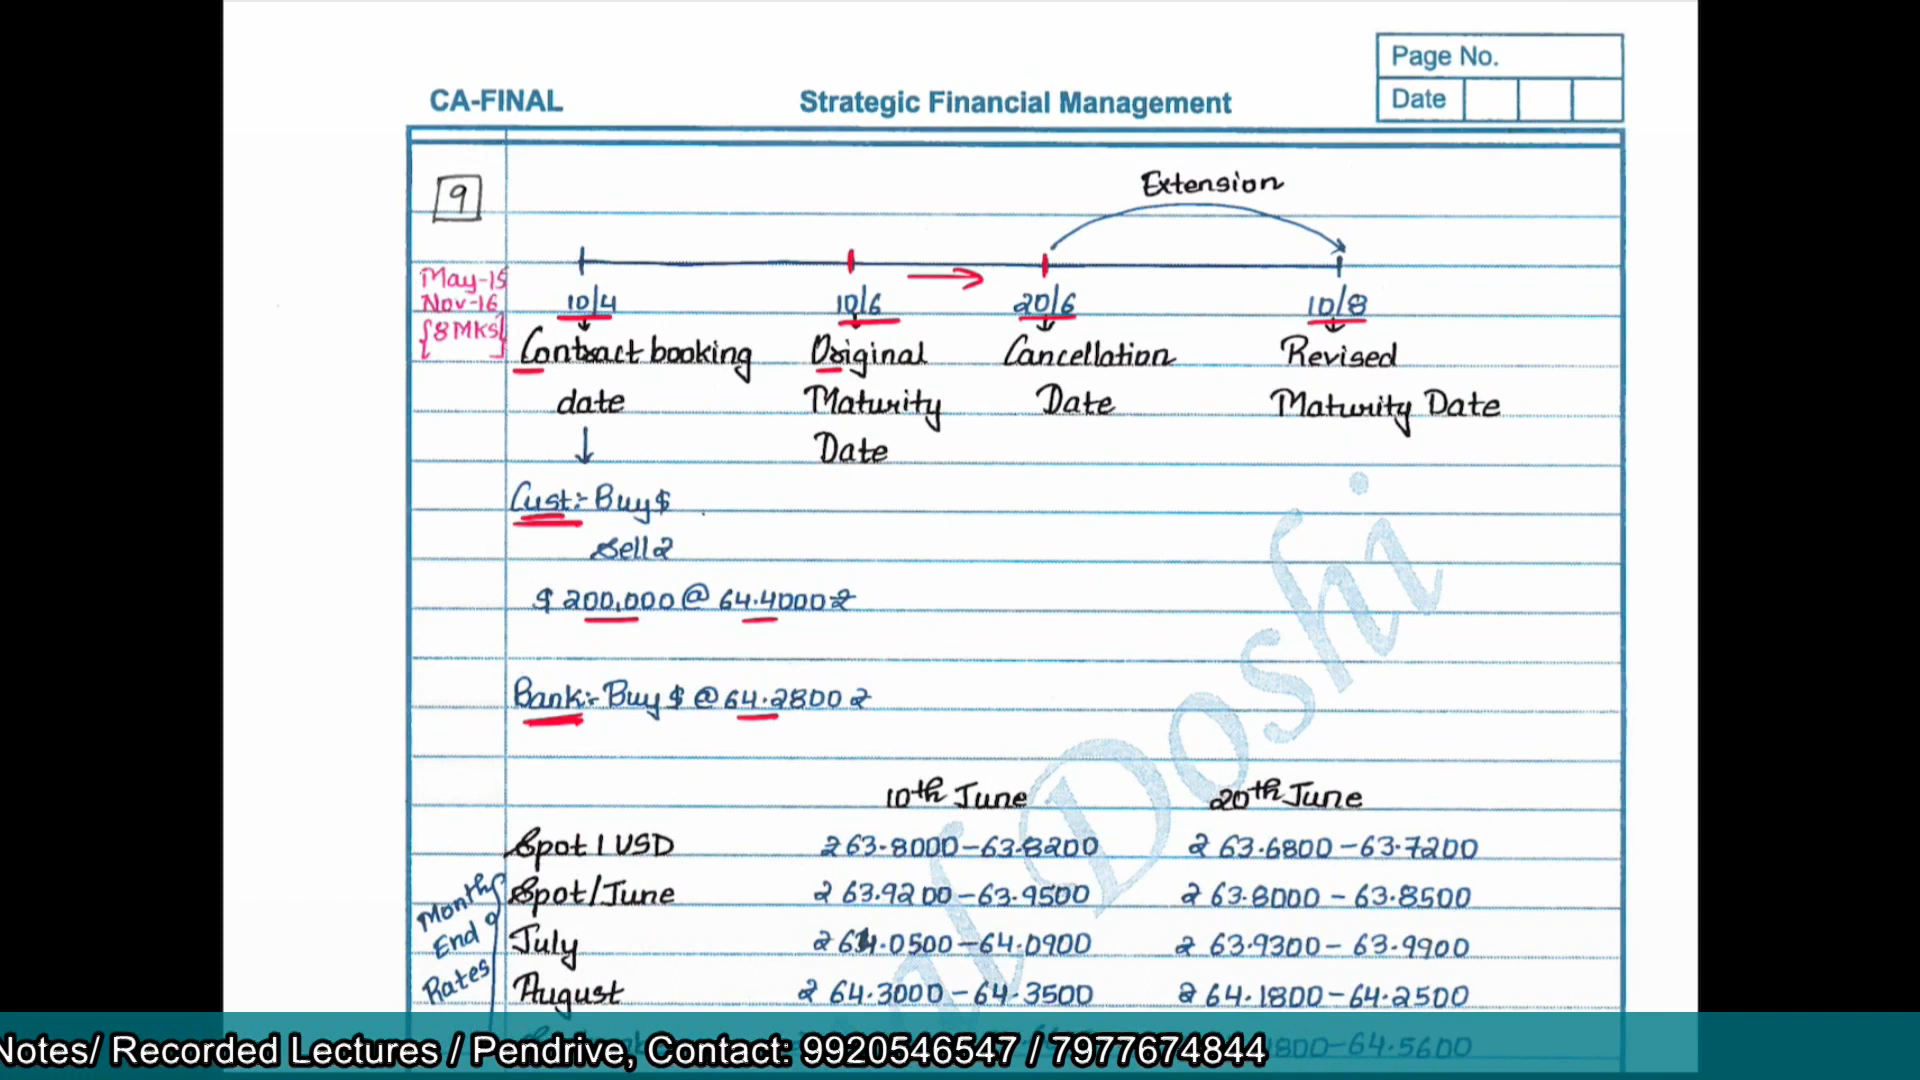 Page No.
CA-FINAL Strategic Financial Management Date
9
Extension
May-15
Nov-16
{8 Mks}
10/4 10/6 20/6 10/8
Contract booking Original Cancellation Revised
date Maturity Date Maturity Date
Date
Cust:- Buy $
Sell ₹
$ 200,000 @ 64.4000 ₹
Bank:- Buy $ @ 64.2800 ₹
10th June 20th June
Spot 1 USD ₹ 63.8000-63.8200 ₹ 63.6800-63.7200
Spot/June ₹ 63.9200-63.9500 ₹ 63.8000-63.8500
July ₹ 64.0500-64.0900 ₹ 63.9300-63.9900
August ₹ 64.3000-64.3500 ₹ 64.1800-64.2500
Month
End
Rates
Doshi
Notes/ Recorded Lectures / Pendrive, Contact: 9920546547 / 7977674844
800-64.5600